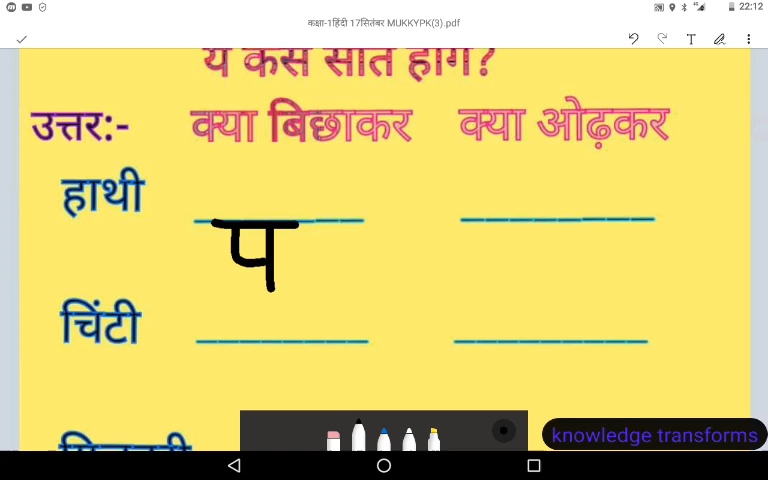 22:12
कक्षा-1हिंदी 17सितंबर MUKKYPK(3).pdf
ये कैसे सोते होंगे?
उत्तर:- क्या बिछाकर क्या ओढ़कर
हाथी
प
चिंटी
knowledge transforms